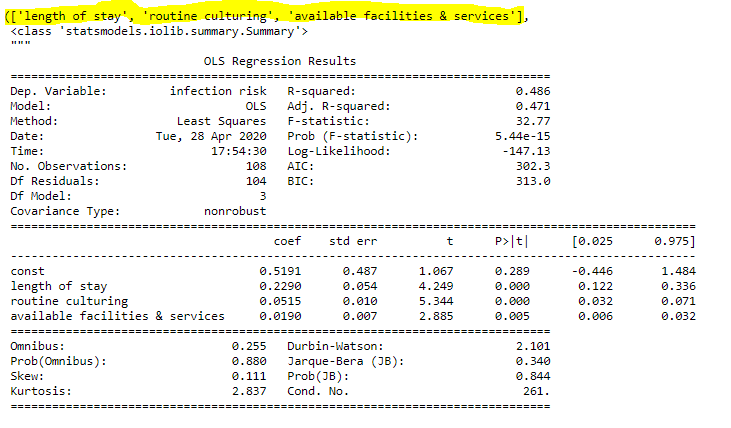 (['length of stay', 'routine culturing', 'available facilities & services'],
<class 'statsmodels.iolib.summary.Summary'>
"""
                            OLS Regression Results
==============================================================================
Dep. Variable:         infection risk   R-squared:                       0.486
Model:                            OLS   Adj. R-squared:                  0.471
Method:                 Least Squares   F-statistic:                     32.77
Date:                Tue, 28 Apr 2020   Prob (F-statistic):           5.44e-15
Time:                        17:54:30   Log-Likelihood:                -147.13
No. Observations:                 108   AIC:                             302.3
Df Residuals:                     104   BIC:                             313.0
Df Model:                           3
Covariance Type:            nonrobust
===================================================================================================
                                      coef    std err          t      P>|t|      [0.025      0.975]
---------------------------------------------------------------------------------------------------
const                               0.5191      0.487      1.067      0.289      -0.446       1.484
length of stay                      0.2290      0.054      4.249      0.000       0.122       0.336
routine culturing                   0.0515      0.010      5.344      0.000       0.032       0.071
available facilities & services     0.0190      0.007      2.885      0.005       0.006       0.032
==============================================================================
Omnibus:                        0.255   Durbin-Watson:                   2.101
Prob(Omnibus):                  0.880   Jarque-Bera (JB):                0.340
Skew:                           0.111   Prob(JB):                        0.844
Kurtosis:                       2.837   Cond. No.                         261.
==============================================================================